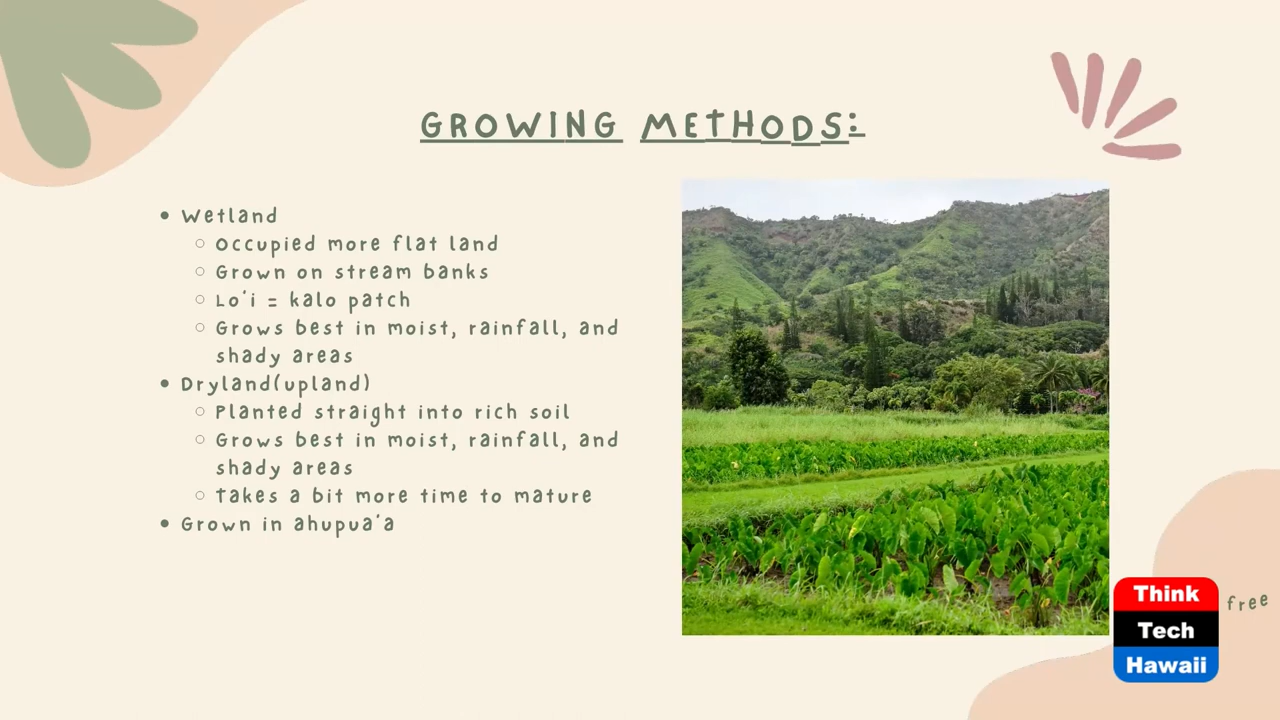 GROWING METHODS:
• Wetland
○ Occupied more flat land
○ Grown on stream banks
○ Lo'i = kalo patch
○ Grows best in moist, rainfall, and
shady areas
• Dryland(upland)
○ Planted straight into rich soil
○ Grows best in moist, rainfall, and
shady areas
○ Takes a bit more time to mature
• Grown in ahupua'a
free
Think
Tech
Hawaii